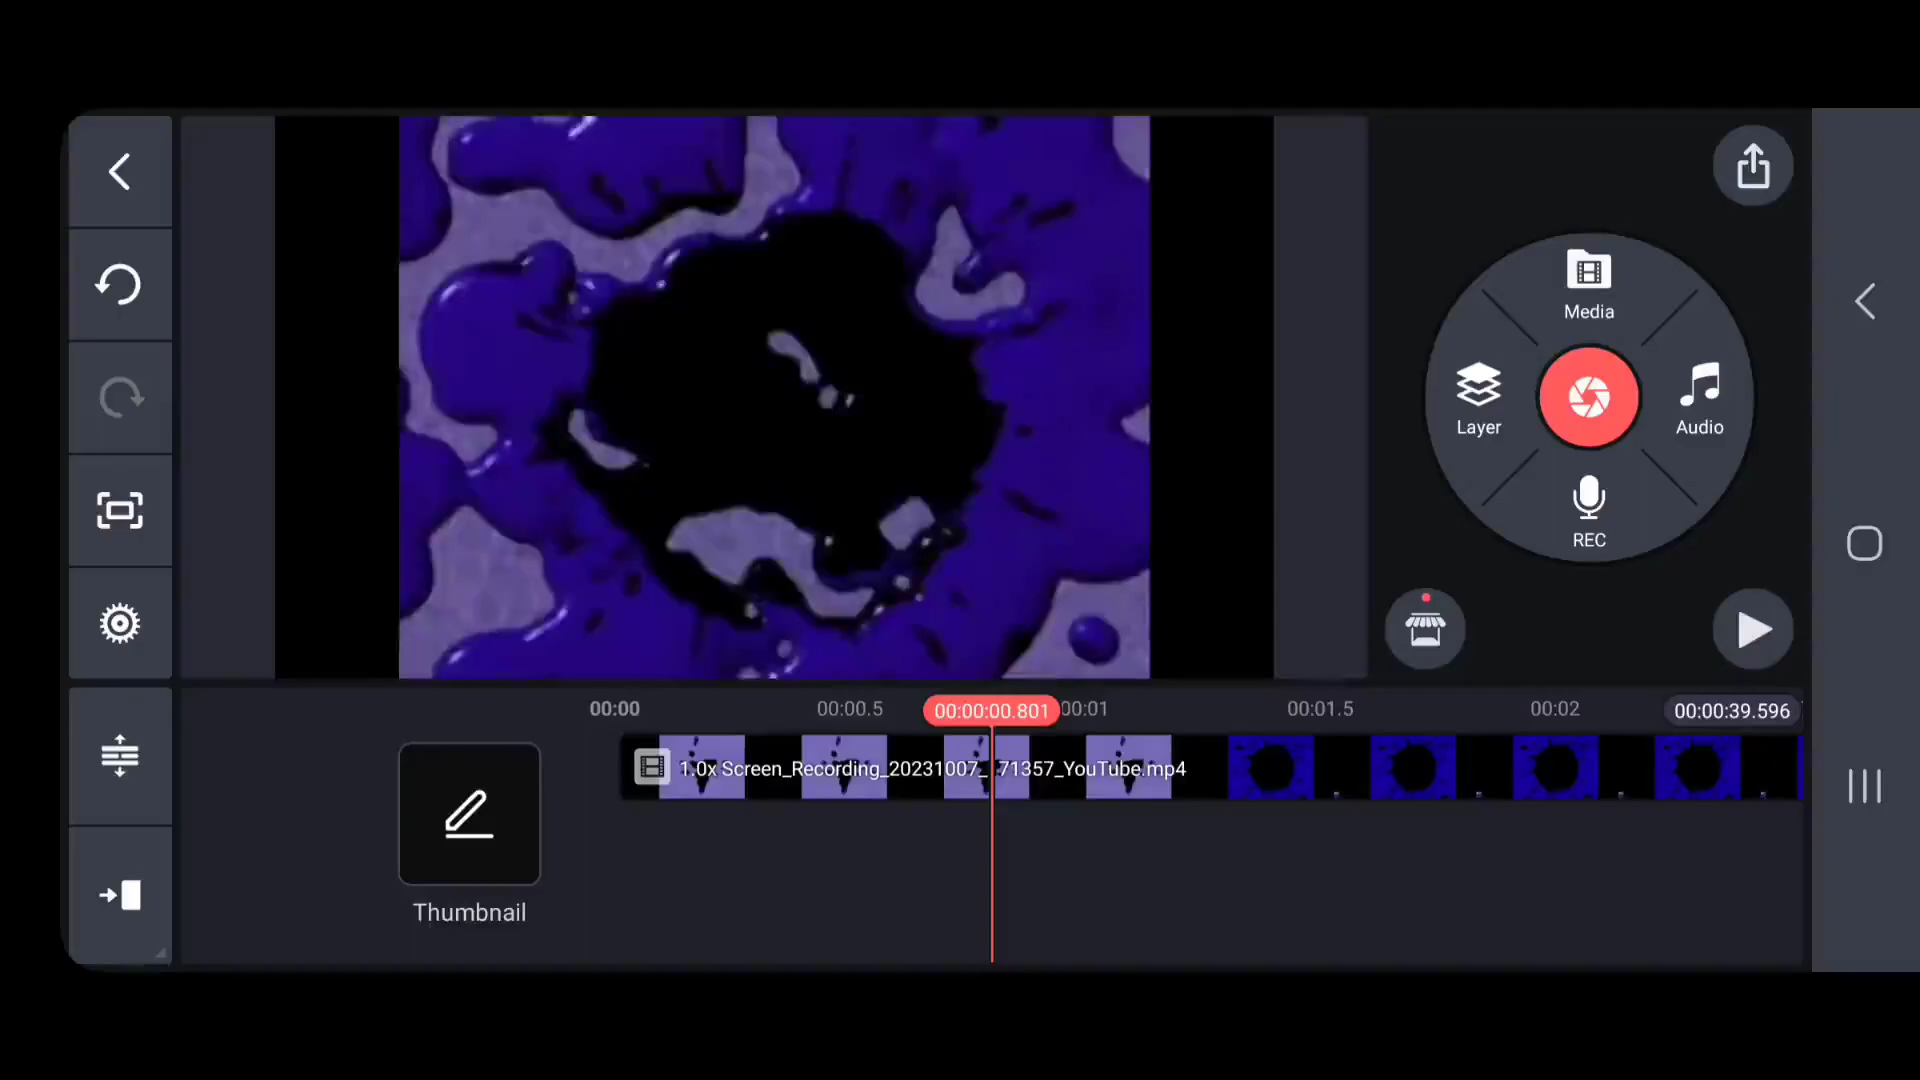 Media
Layer
Audio
REC
00:00
00:00.5
00:00:00.801
00:01
00:01.5
00:02
00:00:39.596
1.0x Screen_Recording_20231007_ 71357_YouTube.mp4
Thumbnail